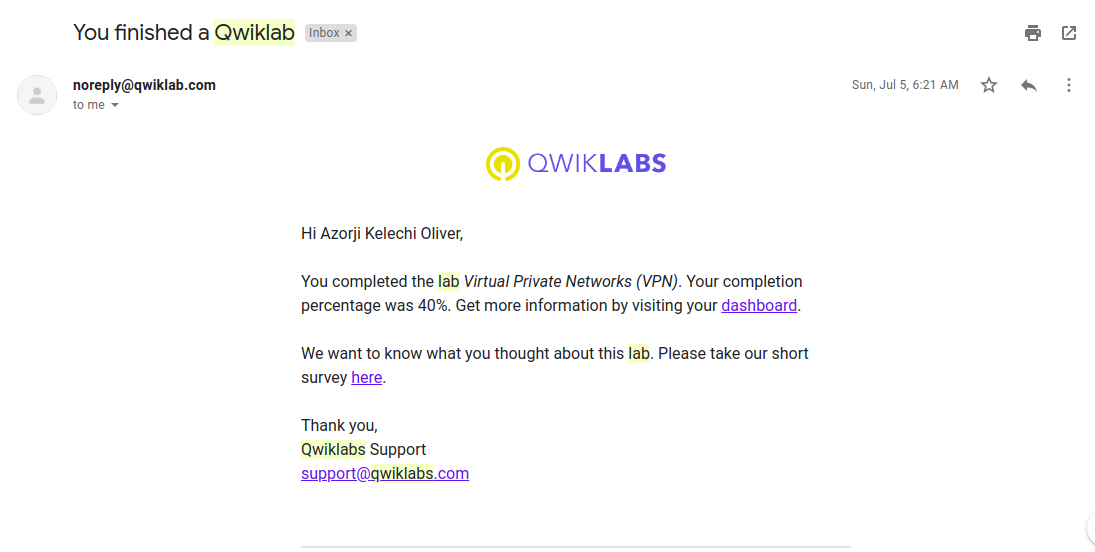 You finished a Qwiklab Inbox ×
noreply@qwiklab.com Sun, Jul 5, 6:21 AM
to me
QWIKLABS
Hi Azorji Kelechi Oliver,
You completed the lab Virtual Private Networks (VPN). Your completion
percentage was 40%. Get more information by visiting your dashboard.
We want to know what you thought about this lab. Please take our short
survey here.
Thank you,
Qwiklabs Support
support@qwiklabs.com